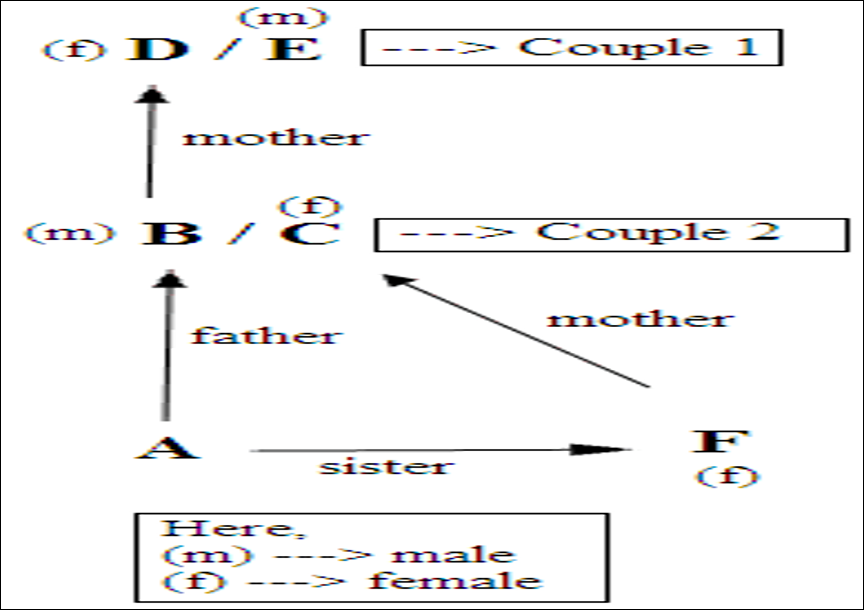 (m)
(f) D / E ---> Couple 1
mother
(f)
(m) B / C ---> Couple 2
father
mother
A
F
sister
(f)
Here,
(m) ---> male
(f) ---> female